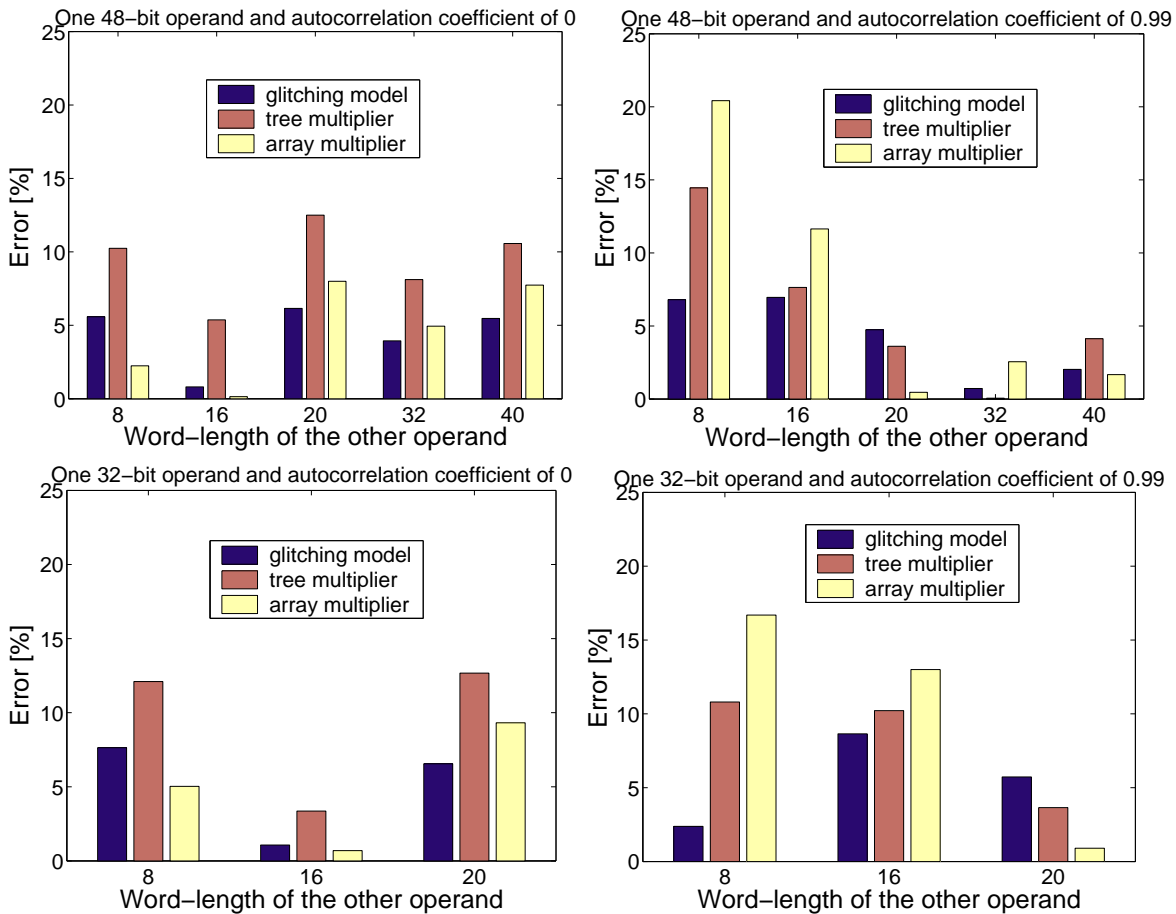 One 48−bit operand and autocorrelation coefficient of 0
25
20
15
10
5
0
Error [%]
glitching model
tree multiplier
array multiplier
8 16 20 32 40
Word−length of the other operand
One 48−bit operand and autocorrelation coefficient of 0.99
25
20
15
10
5
0
Error [%]
glitching model
tree multiplier
array multiplier
8 16 20 32 40
Word−length of the other operand
One 32−bit operand and autocorrelation coefficient of 0
25
20
15
10
5
0
Error [%]
glitching model
tree multiplier
array multiplier
8 16 20
Word−length of the other operand
One 32−bit operand and autocorrelation coefficient of 0.99
25
20
15
10
5
0
Error [%]
glitching model
tree multiplier
array multiplier
8 16 20
Word−length of the other operand